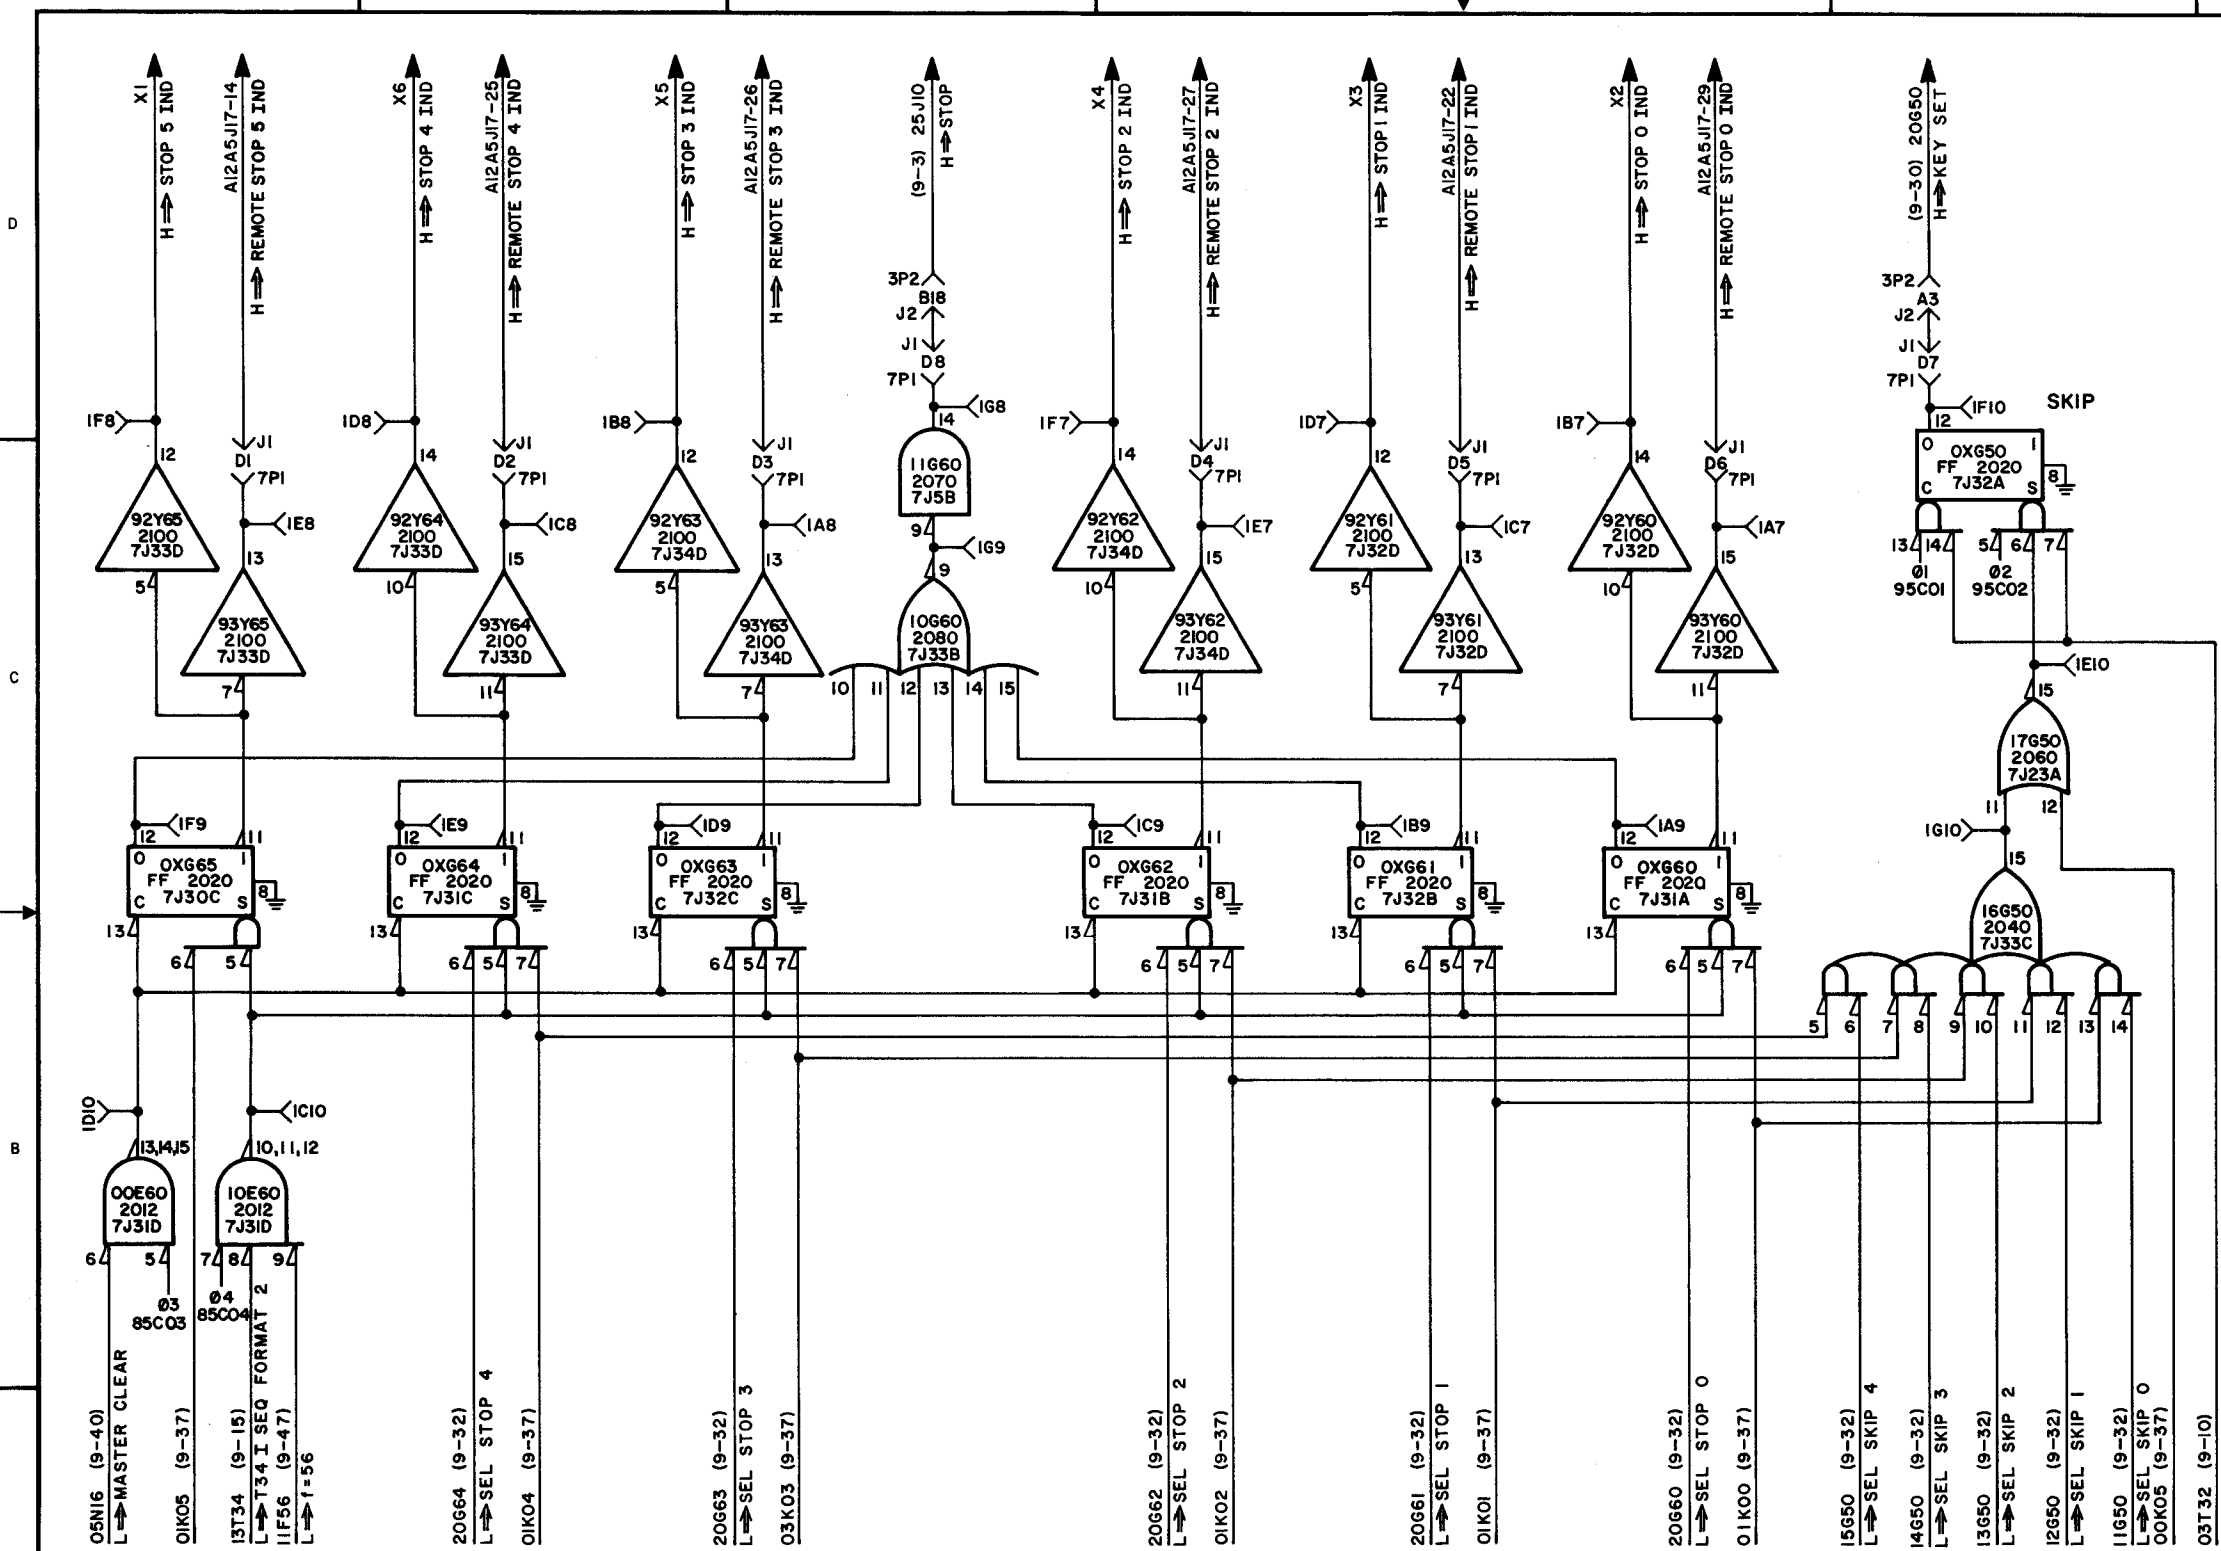 X1
H⇒STOP 5 IND
A12A5J17-14
H⇒REMOTE STOP 5 IND
X6
H⇒STOP 4 IND
A12A5J17-25
H⇒REMOTE STOP 4 IND
X5
H⇒STOP 3 IND
A12A5J17-26
H⇒REMOTE STOP 3 IND
(9-3) 25J10
H⇒STOP
X4
H⇒STOP 2 IND
A12A5J17-27
H⇒REMOTE STOP 2 IND
X3
H⇒STOP 1 IND
A12A5J17-22
H⇒REMOTE STOP 1 IND
X2
H⇒STOP 0 IND
A12A5J17-29
H⇒REMOTE STOP 0 IND
(9-30) 20G50
H⇒KEY SET
D
3P2
B18
J2
J1
D8
7P1
1G8
14
3P2
A3
J2
J1
D7
7P1
1F10
12
SKIP
1F8
12
J1
D1
7P1
1E8
13
1D8
14
J1
D2
7P1
1C8
15
1B8
12
J1
D3
7P1
1A8
13
1F7
14
J1
D4
7P1
1E7
15
1D7
12
J1
D5
7P1
1C7
13
1B7
14
J1
D6
7P1
1A7
15
92Y65
2100
7J33D
5
93Y65
2100
7J33D
7
92Y64
2100
7J33D
10
93Y64
2100
7J33D
11
92Y63
2100
7J34D
5
93Y63
2100
7J34D
7
11G60
2070
7J5B
9
1G9
9
10G60
2080
7J33B
10 11 12 13 14 15
92Y62
2100
7J34D
10
93Y62
2100
7J34D
11
92Y61
2100
7J32D
5
93Y61
2100
7J32D
7
92Y60
2100
7J32D
10
93Y60
2100
7J32D
11
O I
0XG50
FF 2020
7J32A
C S
8
13 14 5 6 7
Ø1
95C01
Ø2
95C02
C
1E10
15
17G50
2060
7J23A
11 12
1G10
15
16G50
2040
7J33C
5 6 7 8 9 10 11 12 13 14
1F9
12 11
O I
0XG65
FF 2020
7J30C
C S
8
13 6 5
1E9
12 11
O I
0XG64
FF 2020
7J31C
C S
8
13 6 5 7
1D9
12 11
O I
0XG63
FF 2020
7J32C
C S
8
13 6 5 7
1C9
12 11
O I
0XG62
FF 2020
7J31B
C S
8
13 6 5 7
1B9
12 11
O I
0XG61
FF 2020
7J32B
C S
8
13 6 5 7
1A9
12 11
O I
0XG60
FF 2020
7J31A
C S
8
13 6 5 7
B
1D10
13,14,15
00E60
2012
7J31D
6 5
Ø3
85C03
1C10
10,11,12
10E60
2012
7J31D
7 8 9
Ø4
85C04
05N16 (9-40)
L⇒MASTER CLEAR
01K05 (9-37)
13T34 (9-15)
L⇒T34 I SEQ FORMAT 2
11F56 (9-47)
L⇒f=56
20G64 (9-32)
L⇒SEL STOP 4
01K04 (9-37)
20G63 (9-32)
L⇒SEL STOP 3
03K03 (9-37)
20G62 (9-32)
L⇒SEL STOP 2
01K02 (9-37)
20G61 (9-32)
L⇒SEL STOP 1
01K01 (9-37)
20G60 (9-32)
L⇒SEL STOP 0
01K00 (9-37)
15G50 (9-32)
L⇒SEL SKIP 4
14G50 (9-32)
L⇒SEL SKIP 3
13G50 (9-32)
L⇒SEL SKIP 2
12G50 (9-32)
L⇒SEL SKIP 1
11G50 (9-32)
L⇒SEL SKIP 0
00K05 (9-37)
03T32 (9-10)